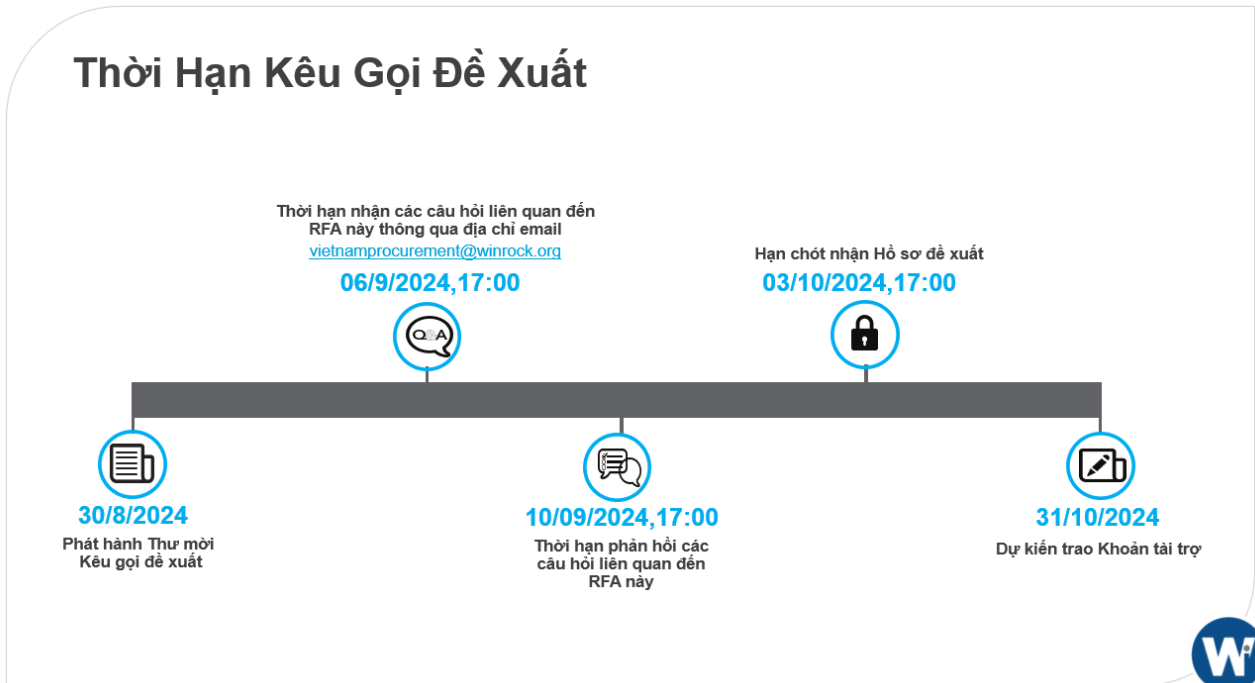 Thời Hạn Kêu Gọi Đề Xuất
Thời hạn nhận các câu hỏi liên quan đến
RFA này thông qua địa chỉ email
vietnamprocurement@winrock.org
06/9/2024,17:00
Q&A
Hạn chót nhận Hồ sơ đề xuất
03/10/2024,17:00
30/8/2024
Phát hành Thư mời
Kêu gọi đề xuất
10/09/2024,17:00
Thời hạn phản hồi các
câu hỏi liên quan đến
RFA này
31/10/2024
Dự kiến trao Khoản tài trợ
W